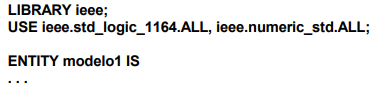 LIBRARY ieee;
USE ieee.std_logic_1164.ALL, ieee.numeric_std.ALL;
ENTITY modelo1 IS
. . .